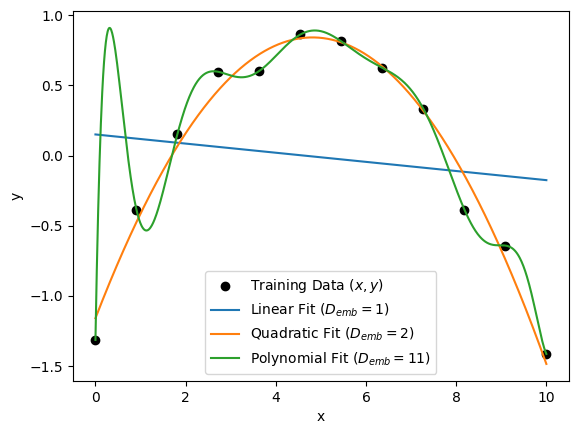 1.0
0.5
0.0
−0.5
−1.0
−1.5
y
Training Data (x, y)
Linear Fit (D_emb = 1)
Quadratic Fit (D_emb = 2)
Polynomial Fit (D_emb = 11)
0 2 4 6 8 10
x